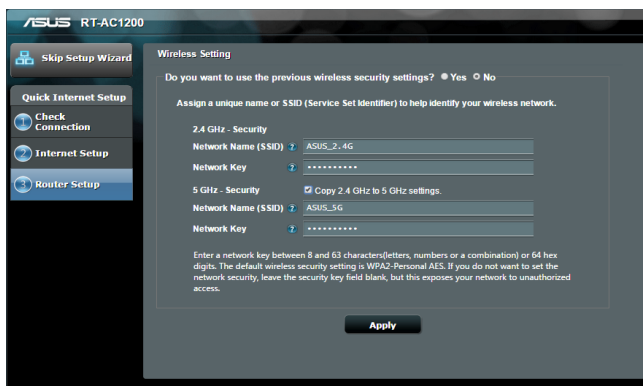 ASUS RT-AC1200
Skip Setup Wizard
Quick Internet Setup
1 Check Connection
2 Internet Setup
3 Router Setup
Wireless Setting
Do you want to use the previous wireless security settings? Yes No
Assign a unique name or SSID (Service Set Identifier) to help identify your wireless network.
2.4 GHz - Security
Network Name (SSID) ? ASUS_2.4G
Network Key ? ••••••••••
5 GHz - Security Copy 2.4 GHz to 5 GHz settings.
Network Name (SSID) ? ASUS_5G
Network Key ? ••••••••••
Enter a network key between 8 and 63 characters(letters, numbers or a combination) or 64 hex
digits. The default wireless security setting is WPA2-Personal AES. If you do not want to set the
network security, leave the security key field blank, but this exposes your network to unauthorized
access.
Apply